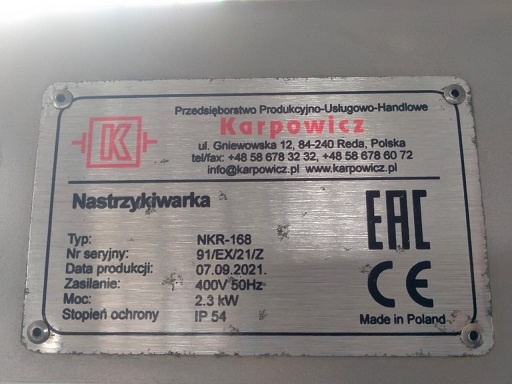 Przedsiębiorstwo Produkcyjno-Usługowo-Handlowe
K
Karpowicz
ul. Gniewowska 12, 84-240 Reda, Polska
tel/fax: +48 58 678 32 32, +48 58 678 60 72
info@karpowicz.pl www.karpowicz.pl
Nastrzykiwarka
Typ: NKR-168
Nr seryjny: 91/EX/21/Z
Data produkcji: 07.09.2021.
Zasilanie: 400V 50Hz
Moc: 2.3 kW
Stopień ochrony IP 54
EAC
CE
Made in Poland